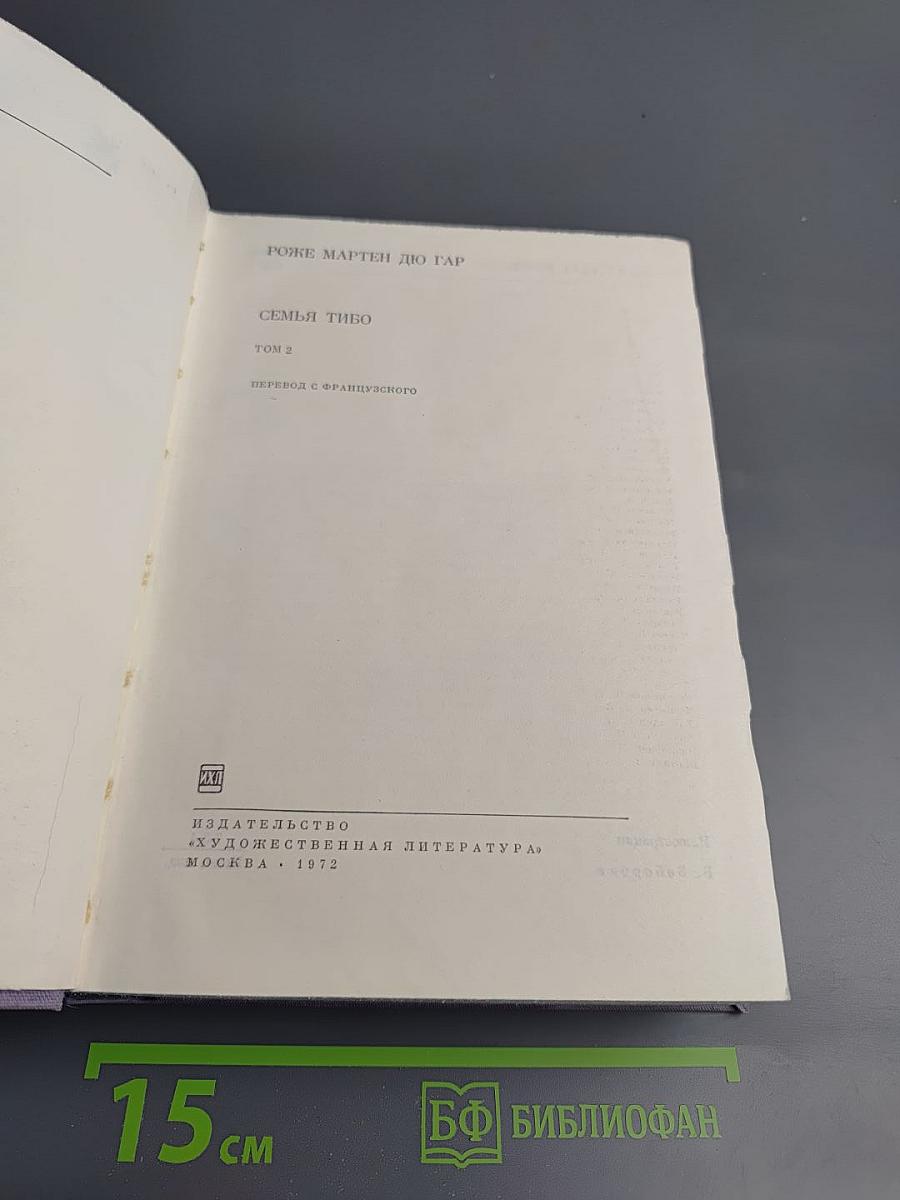 РОЖЕ МАРТЕН ДЮ ГАР
СЕМЬЯ ТИБО
ТОМ 2
ПЕРЕВОД С ФРАНЦУЗСКОГО
ИХЛ
ИЗДАТЕЛЬСТВО
«ХУДОЖЕСТВЕННАЯ ЛИТЕРАТУРА»
МОСКВА • 1972
15 СМ
БФ БИБЛИОФАН